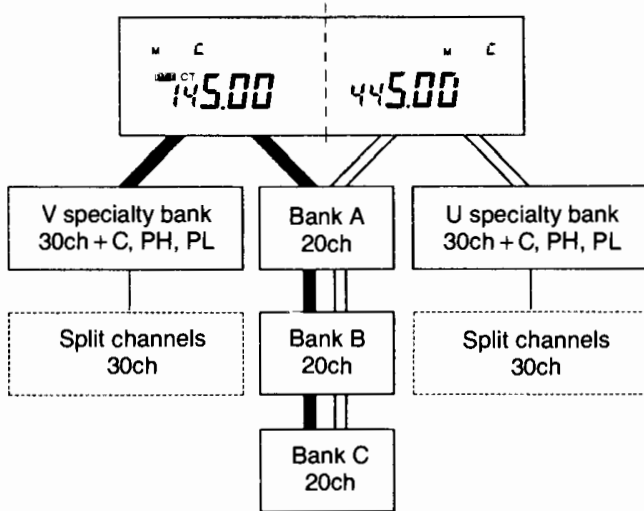 M C M C
CT
145.00 445.00
V specialty bank
30ch + C, PH, PL
Bank A
20ch
U specialty bank
30ch + C, PH, PL
Split channels
30ch
Bank B
20ch
Split channels
30ch
Bank C
20ch